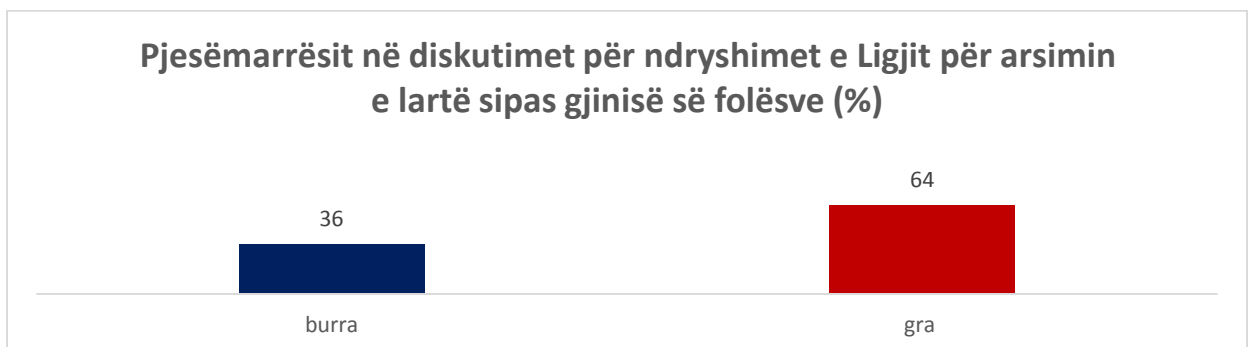 Pjesëmarrësit në diskutimet për ndryshimet e Ligjit për arsimin
e lartë sipas gjinisë së folësve (%)
64
36
burra
gra